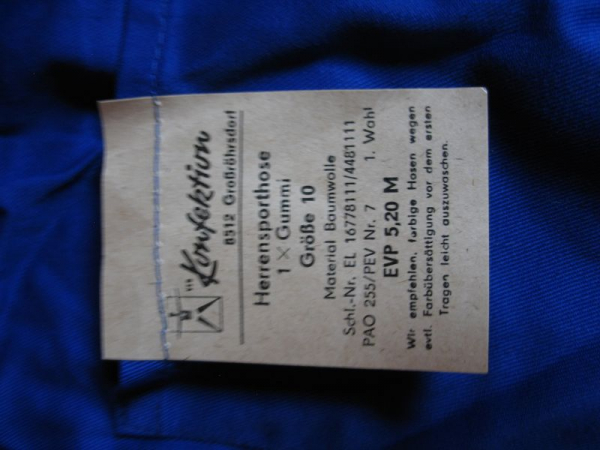 Konfektion
8512 Großröhrsdorf
Herrensporthose
1 × Gummi
Größe 10
Material Baumwolle
Schl.-Nr. EL 16778111/4481111
PAO 255/PEV Nr. 7 1. Wahl
EVP 5,20 M
Wir empfehlen, farbige Hosen wegen
evtl. Farbübersättigung vor dem ersten
Tragen leicht auszuwaschen.